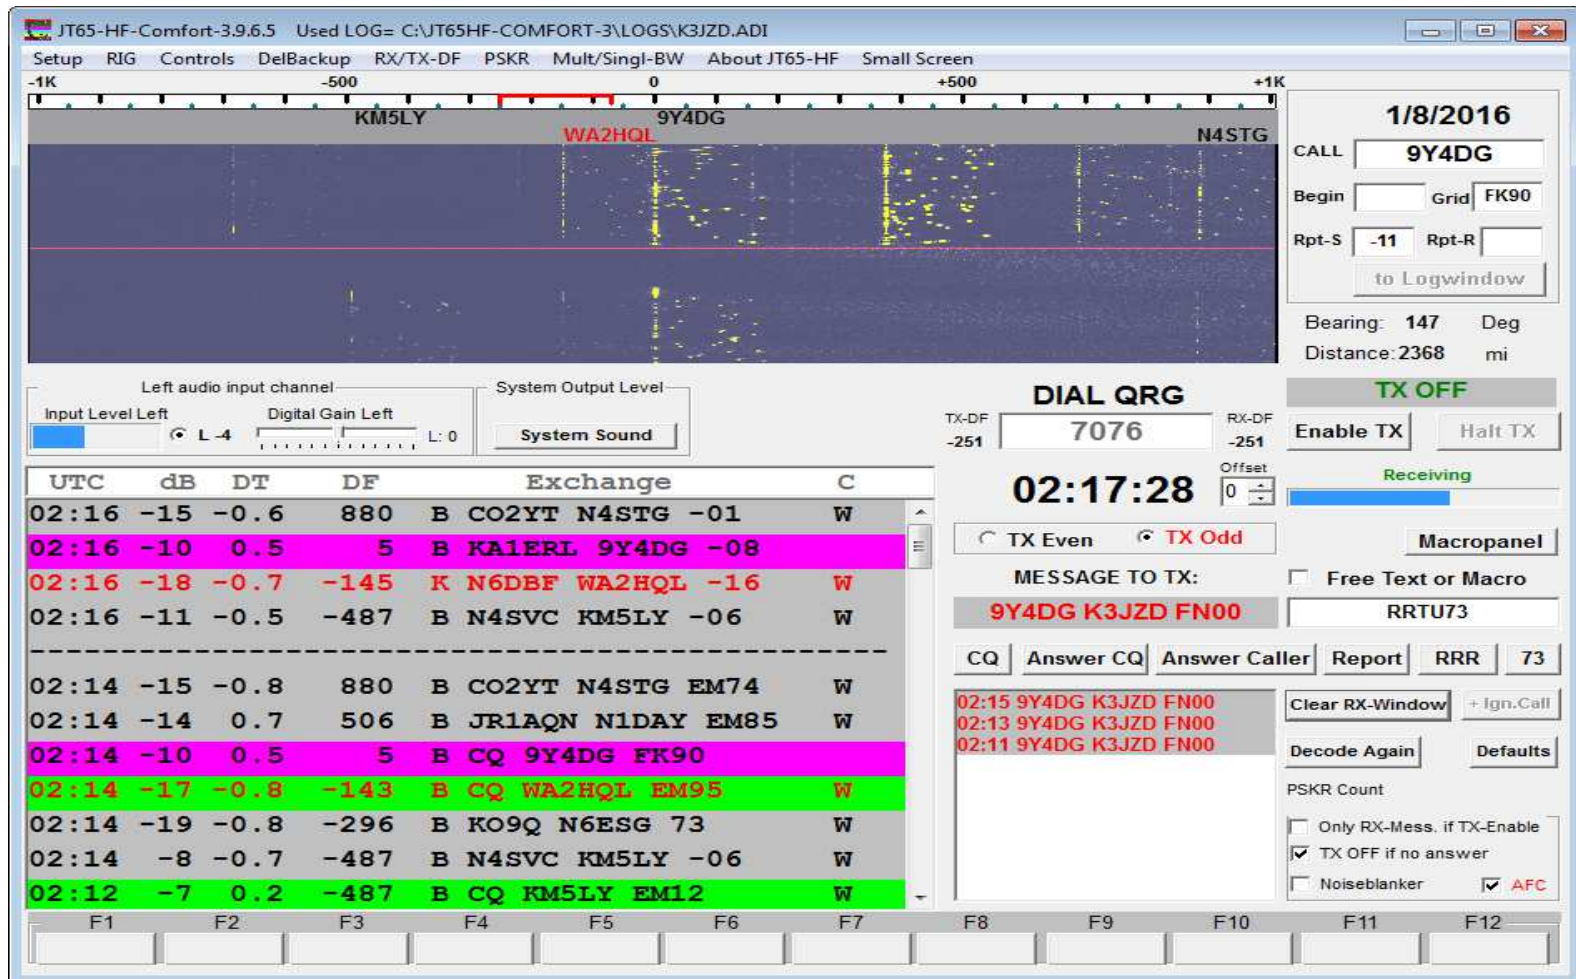 JT65-HF-Comfort-3.9.6.5 Used LOG= C:\JT65HF-COMFORT-3\LOGS\K3JZD.ADI
Setup RIG Controls DelBackup RX/TX-DF PSKR Mult/Singl-BW About JT65-HF Small Screen
-1K -500 0 +500 +1K
KM5LY 9Y4DG
WA2HQL N4STG
1/8/2016
CALL 9Y4DG
Begin Grid FK90
Rpt-S -11 Rpt-R
to Logwindow
Bearing: 147 Deg
Distance: 2368 mi
Left audio input channel System Output Level
Input Level Left Digital Gain Left
L -4 L: 0 System Sound
DIAL QRG TX OFF
TX-DF 7076 RX-DF
-251 -251
Enable TX Halt TX
UTC dB DT DF Exchange C
02:17:28 Offset 0 Receiving
02:16 -15 -0.6 880 B CO2YT N4STG -01 W
02:16 -10 0.5 5 B KA1ERL 9Y4DG -08
02:16 -18 -0.7 -145 K N6DBF WA2HQL -16 W
02:16 -11 -0.5 -487 B N4SVC KM5LY -06 W
------------------------------------------------------
02:14 -15 -0.8 880 B CO2YT N4STG EM74 W
02:14 -14 0.7 506 B JR1AQN N1DAY EM85 W
02:14 -10 0.5 5 B CQ 9Y4DG FK90
02:14 -17 -0.8 -143 B CQ WA2HQL EM95 W
02:14 -19 -0.8 -296 B KO9Q N6ESG 73 W
02:14 -8 -0.7 -487 B N4SVC KM5LY -06 W
02:12 -7 0.2 -487 B CQ KM5LY EM12 W
TX Even TX Odd Macropanel
MESSAGE TO TX: Free Text or Macro
9Y4DG K3JZD FN00 RRTU73
CQ Answer CQ Answer Caller Report RRR 73
02:15 9Y4DG K3JZD FN00
02:13 9Y4DG K3JZD FN00
02:11 9Y4DG K3JZD FN00
Clear RX-Window + Ign.Call
Decode Again Defaults
PSKR Count
Only RX-Mess. if TX-Enable
TX OFF if no answer
Noiseblanker AFC
F1 F2 F3 F4 F5 F6 F7 F8 F9 F10 F11 F12